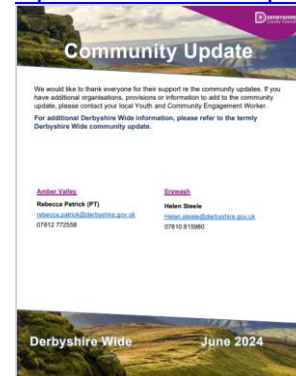 DERBYSHIRE
County Council
Community Update
We would like to thank everyone for their support re the community updates. If you
have additional organisations, provisions or information to add to the community
update, please contact your local Youth and Community Engagement Worker.
For additional Derbyshire Wide information, please refer to the termly
Derbyshire Wide community update.
Amber Valley
Rebecca Patrick (PT)
rebecca.patrick@derbyshire.gov.uk
07812 772558
Erewash
Helen Steele
Helen.steele@derbyshire.gov.uk
07810 815980
Derbyshire Wide
June 2024